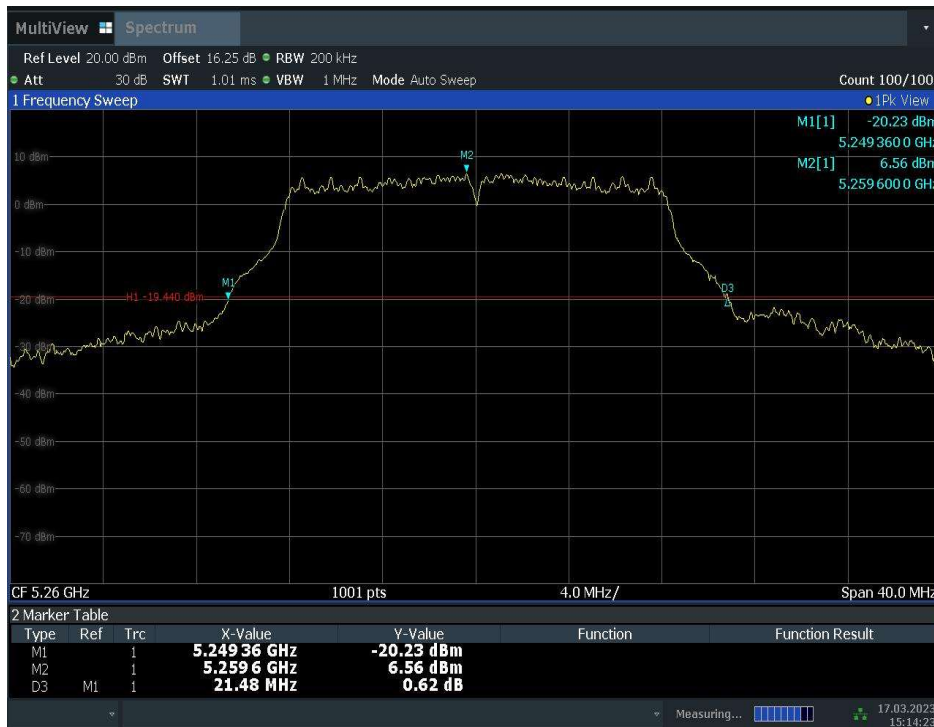 MultiView Spectrum
Ref Level 20.00 dBm Offset 16.25 dB RBW 200 kHz
Att 30 dB SWT 1.01 ms VBW 1 MHz Mode Auto Sweep Count 100/100
1 Frequency Sweep 1Pk View
M1[1] -20.23 dBm
5.2493600 GHz
M2[1] 6.56 dBm
5.2596000 GHz
M2
10 dBm
0 dBm
-10 dBm
M1
D3
H1 -19.440 dBm
-20 dBm
-30 dBm
-40 dBm
-50 dBm
-60 dBm
-70 dBm
CF 5.26 GHz 1001 pts 4.0 MHz/ Span 40.0 MHz
2 Marker Table
Type Ref Trc X-Value Y-Value Function Function Result
M1 1 5.249 36 GHz -20.23 dBm
M2 1 5.259 6 GHz 6.56 dBm
D3 M1 1 21.48 MHz 0.62 dB
Measuring... 17.03.2023
15:14:23